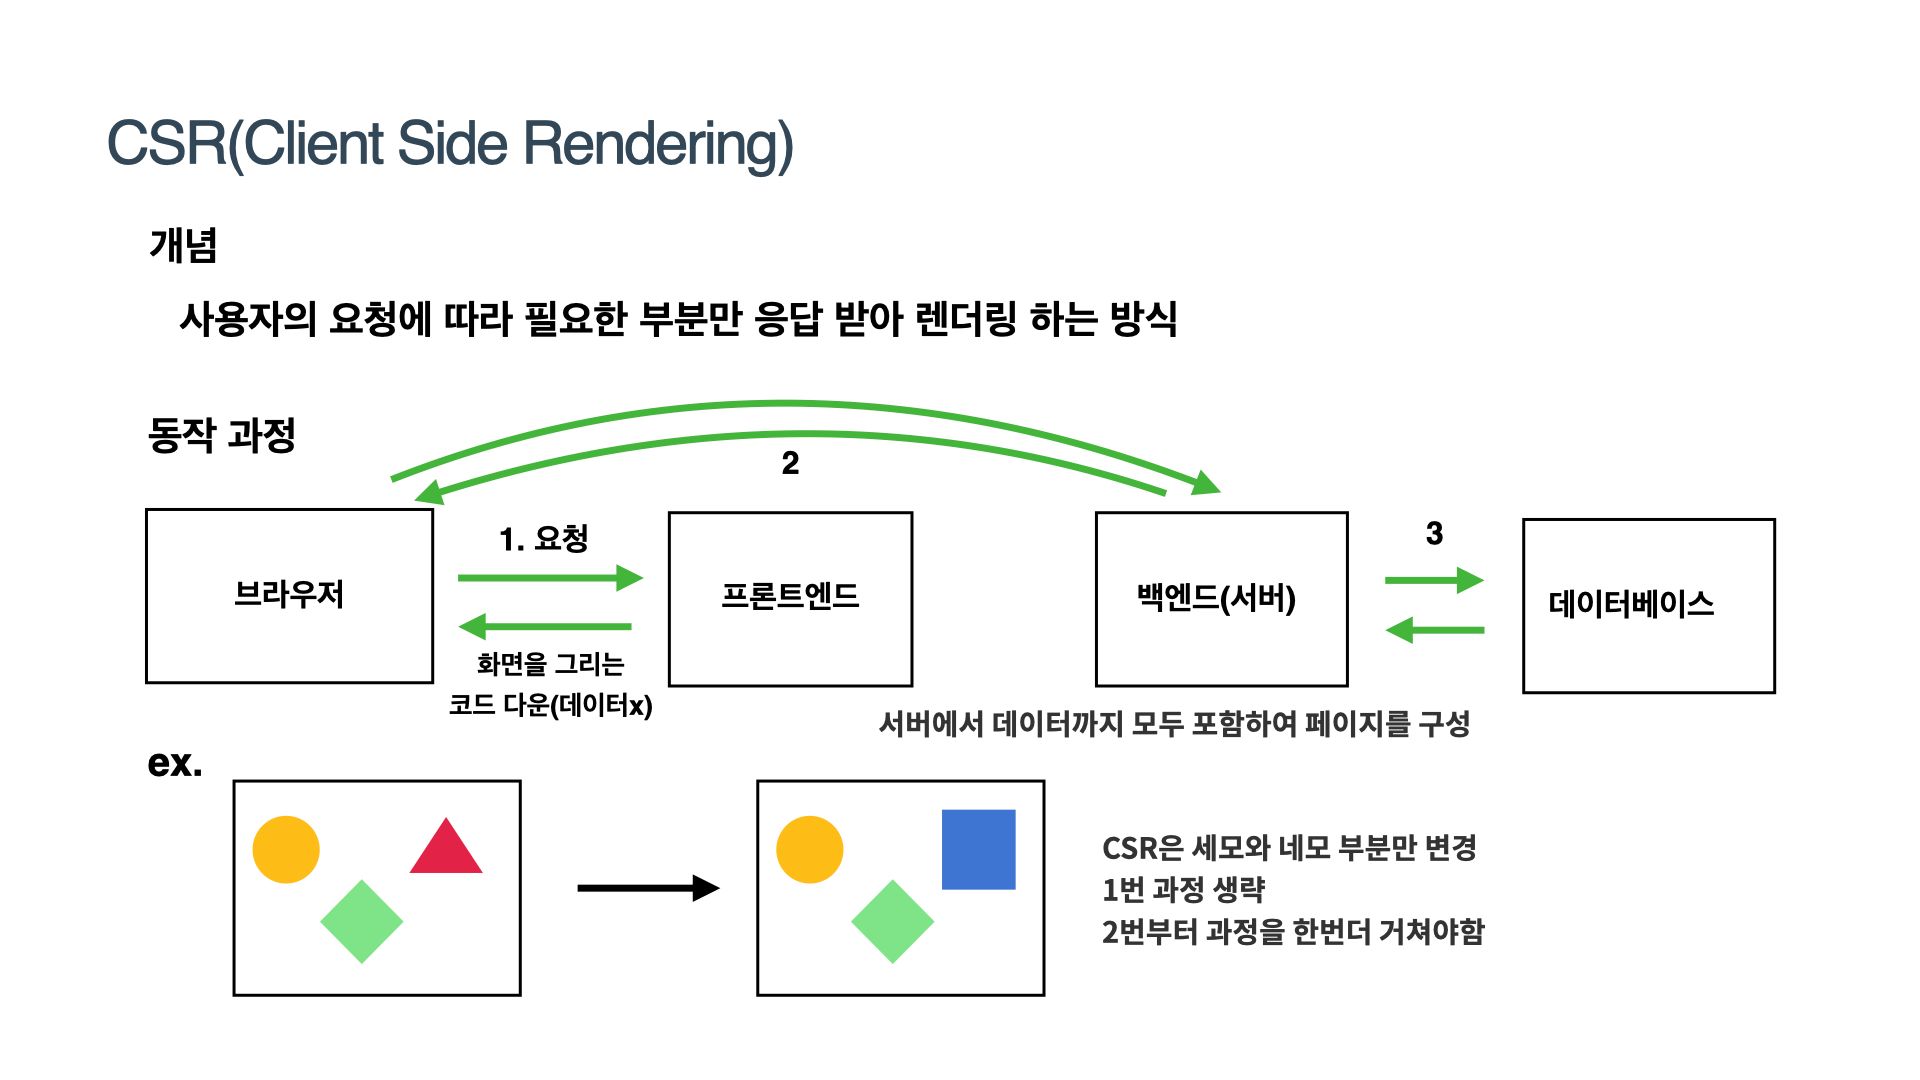 CSR(Client Side Rendering)
개념
사용자의 요청에 따라 필요한 부분만 응답 받아 렌더링 하는 방식
동작 과정
2
브라우저
1. 요청
화면을 그리는
코드 다운(데이터x)
프론트엔드
백엔드(서버)
3
데이터베이스
서버에서 데이터까지 모두 포함하여 페이지를 구성
ex.
CSR은 세모와 네모 부분만 변경
1번 과정 생략
2번부터 과정을 한번더 거쳐야함